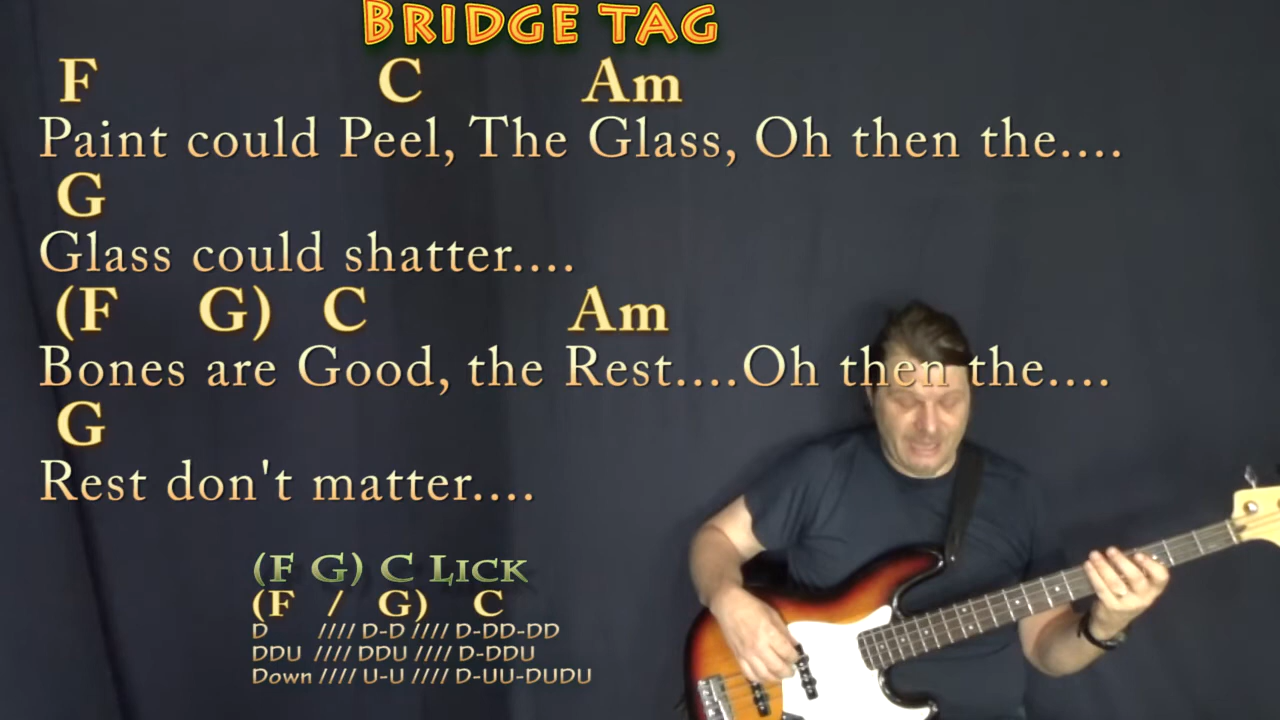 BRIDGE TAG
F C Am
Paint could Peel, The Glass, Oh then the....
G
Glass could shatter....
(F G) C Am
Bones are Good, the Rest....Oh then the....
G
Rest don't matter....
(F G) C LICK
(F / G) C
D //// D-D //// D-DD-DD
DDU //// DDU //// D-DDU
DOWN //// U-U //// D-UU-DUDU